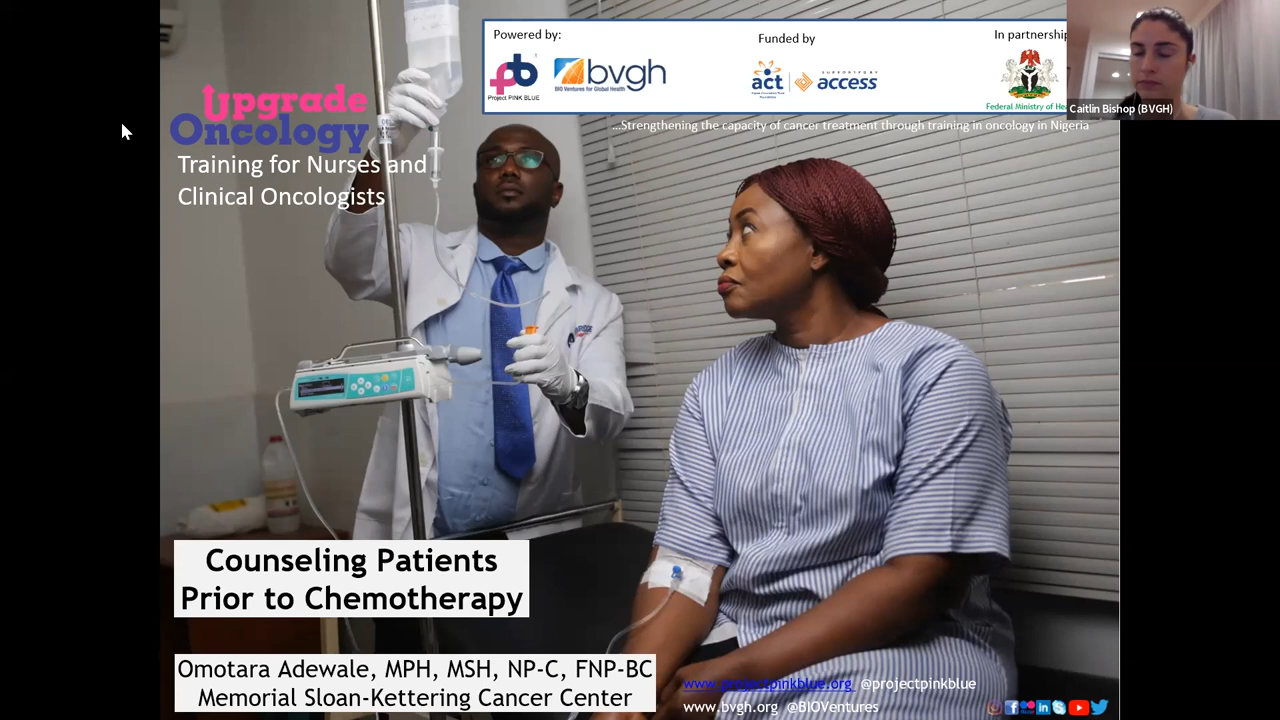 Powered by:
Funded by
In partnership
Project PINK BLUE
bvgh
BIO Ventures for Global Health
act
SUPPORTED BY
access
Federal Ministry of Hea
Caitlin Bishop (BVGH)
...Strengthening the capacity of cancer treatment through training in oncology in Nigeria
Upgrade
Oncology
Training for Nurses and
Clinical Oncologists
Counseling Patients
Prior to Chemotherapy
Omotara Adewale, MPH, MSH, NP-C, FNP-BC
Memorial Sloan-Kettering Cancer Center
www.projectpinkblue.org @projectpinkblue
www.bvgh.org @BIOVentures